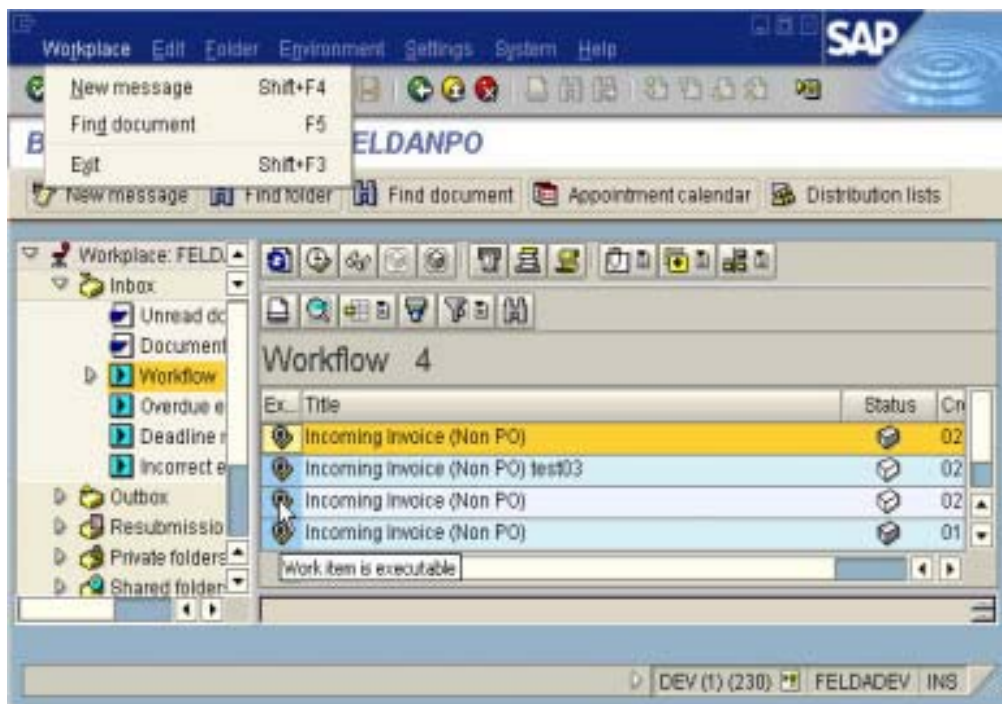 Workplace Edit Folder Environment Settings System Help
SAP
New message Shift+F4
Find document F5
Exit Shift+F3
B ELDANPO
New message Find folder Find document Appointment calendar Distribution lists
Workplace: FELD
Inbox
Unread do
Document
Workflow
Overdue e
Deadline
Incorrect e
Outbox
Resubmissio
Private folders
Shared folder
Workflow 4
Ex... Title Status Cr
Incoming Invoice (Non PO) 02
Incoming Invoice (Non PO) test03 02
Incoming Invoice (Non PO) 02
Incoming Invoice (Non PO) 01
Work item is executable
DEV (1) (230) FELDADEV INS